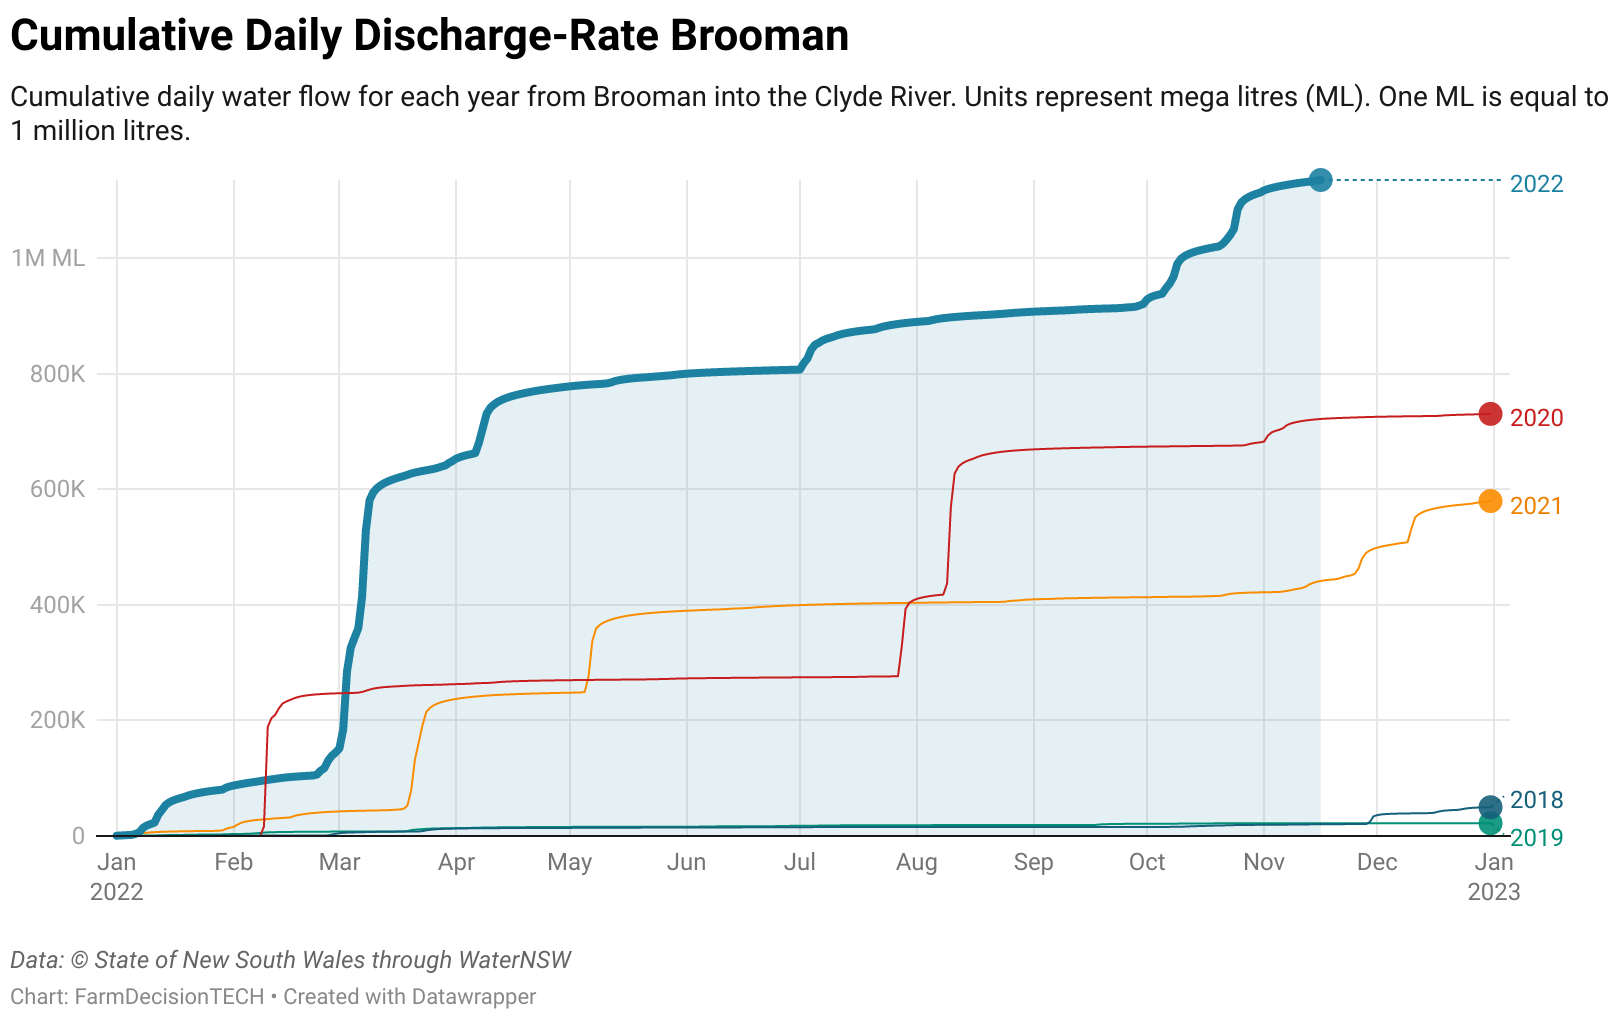 Cumulative Daily Discharge-Rate Brooman
Cumulative daily water flow for each year from Brooman into the Clyde River. Units represent mega litres (ML). One ML is equal to
1 million litres.
2022
1M ML
800K
2020
600K
2021
400K
200K
2018
0
2019
Jan Feb Mar Apr May Jun Jul Aug Sep Oct Nov Dec Jan
2022 2023
Data: © State of New South Wales through WaterNSW
Chart: FarmDecisionTECH • Created with Datawrapper